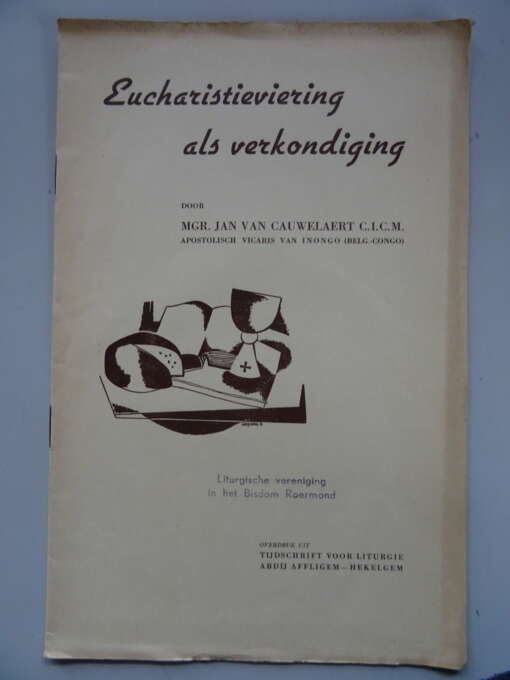 Eucharistieviering
als verkondiging
DOOR
MGR. JAN VAN CAUWELAERT C.I.C.M.
APOSTOLISCH VICARIS VAN INONGO (BELG.-CONGO)
Liturgische vereniging
in het Bisdom Roermond
OVERDRUK UIT
TIJDSCHRIFT VOOR LITURGIE
ABDIJ AFFLIGEM — HEKELGEM